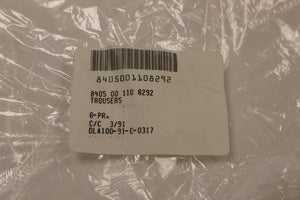 8405001108292
8405 00 110 8292
TROUSERS
6-PR.
C/C 3/91
DLA100-91-C-0317